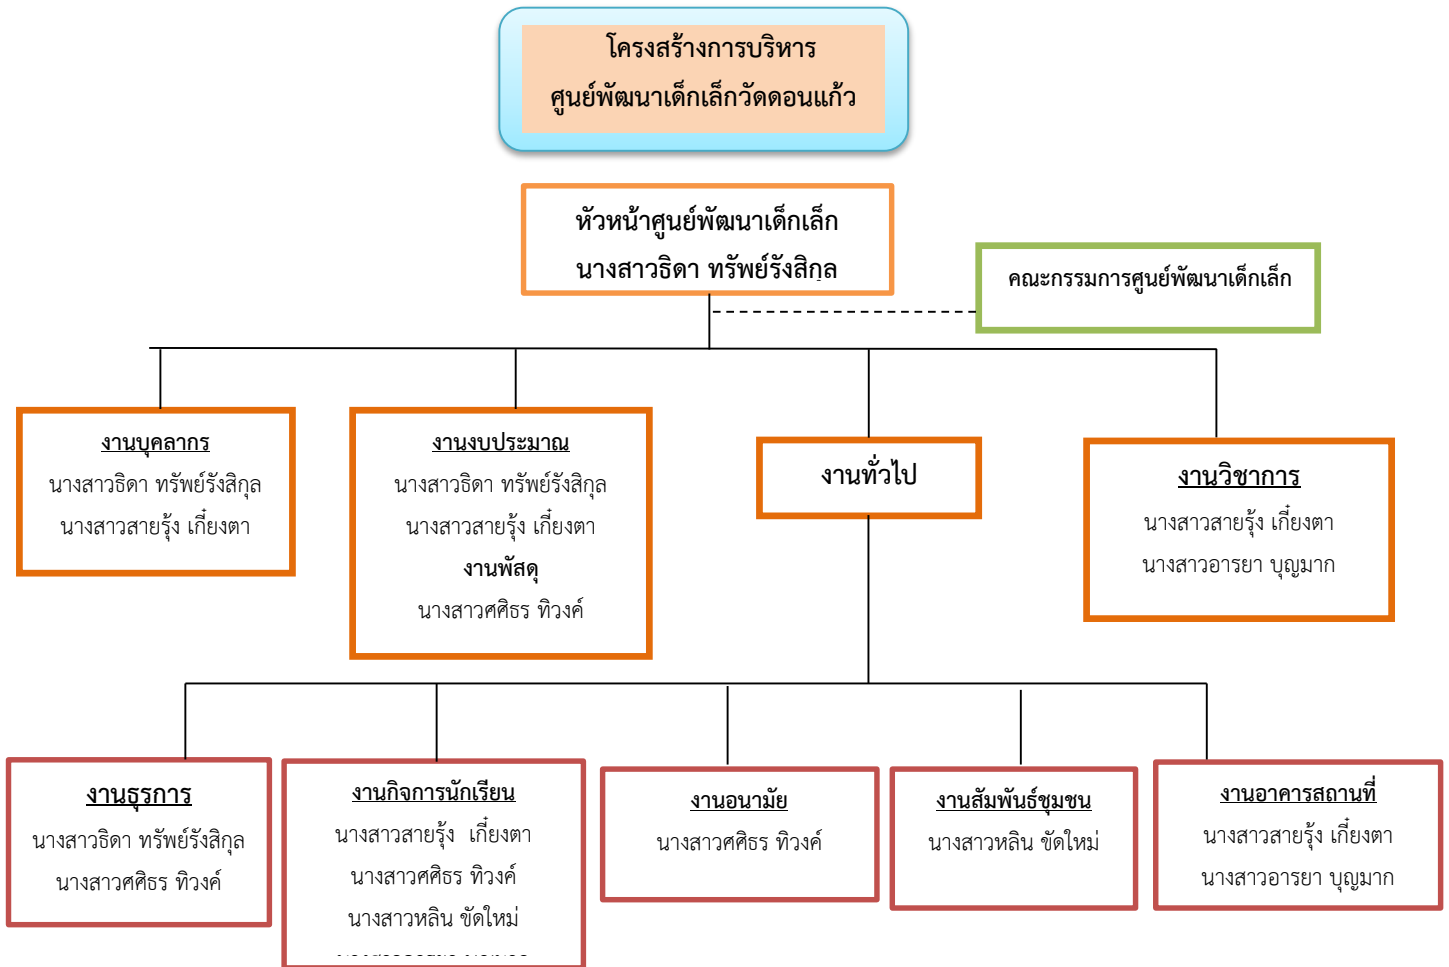 โครงสร้างการบริหาร
ศูนย์พัฒนาเด็กเล็กวัดดอนแก้ว
หัวหน้าศูนย์พัฒนาเด็กเล็ก
นางสาวธิดา ทรัพย์รังสิกุล
คณะกรรมการศูนย์พัฒนาเด็กเล็ก
งานบุคลากร
นางสาวธิดา ทรัพย์รังสิกุล
นางสาวสายรุ้ง เกี๋ยงตา
งานงบประมาณ
นางสาวธิดา ทรัพย์รังสิกุล
นางสาวสายรุ้ง เกี๋ยงตา
งานพัสดุ
นางสาวศศิธร ทิวงค์
งานทั่วไป
งานวิชาการ
นางสาวสายรุ้ง เกี๋ยงตา
นางสาวอารยา บุญมาก
งานธุรการ
นางสาวธิดา ทรัพย์รังสิกุล
นางสาวศศิธร ทิวงค์
งานกิจการนักเรียน
นางสาวสายรุ้ง  เกี๋ยงตา
นางสาวศศิธร ทิวงค์
นางสาวหลิน ขัดใหม่
งานอนามัย
นางสาวศศิธร ทิวงค์
งานสัมพันธ์ชุมชน
นางสาวหลิน ขัดใหม่
งานอาคารสถานที่
นางสาวสายรุ้ง เกี๋ยงตา
นางสาวอารยา บุญมาก